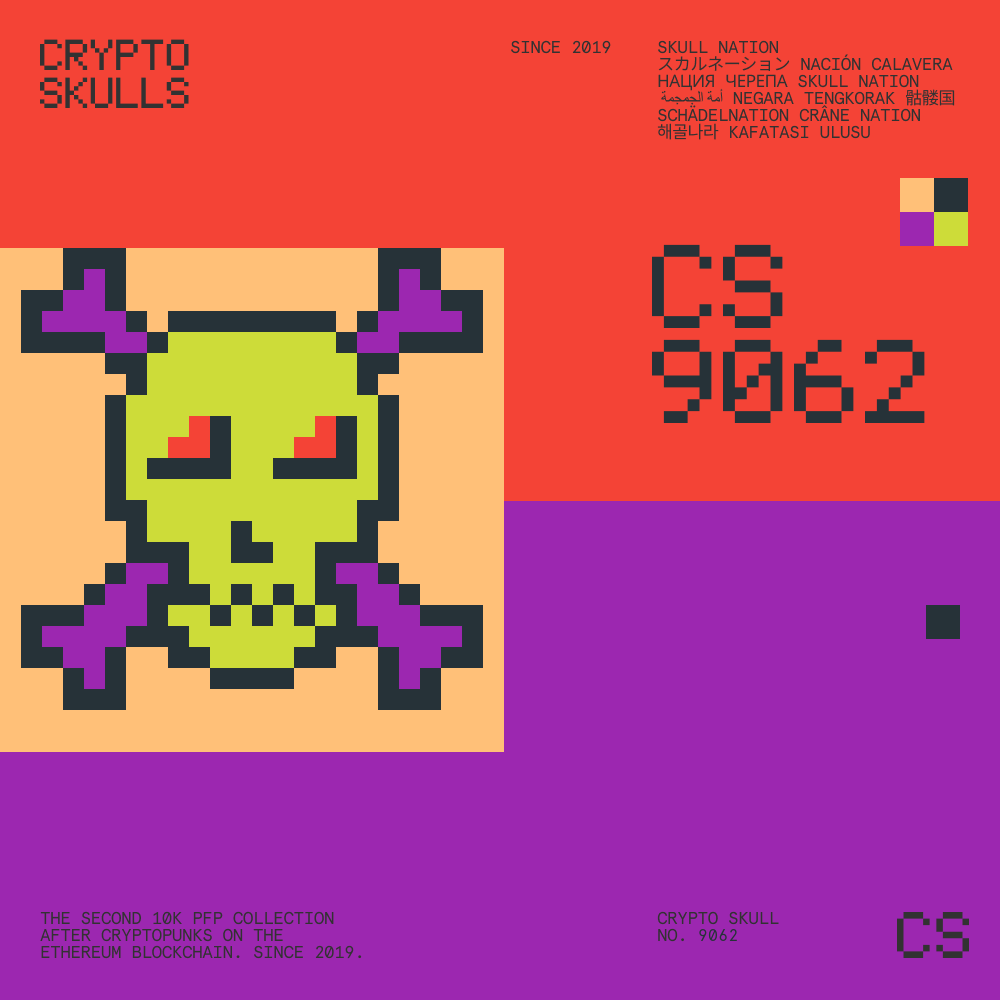 CRYPTO
SKULLS
SINCE 2019
SKULL NATION
スカルネーション NACIÓN CALAVERA
НАЦИЯ ЧЕРЕПА SKULL NATION
أمة الجمجمة NEGARA TENGKORAK 骷髅国
SCHÄDELNATION CRÂNE NATION
해골나라 KAFATASI ULUSU
CS
9062
THE SECOND 10K PFP COLLECTION
AFTER CRYPTOPUNKS ON THE
ETHEREUM BLOCKCHAIN. SINCE 2019.
CRYPTO SKULL
NO. 9062
CS